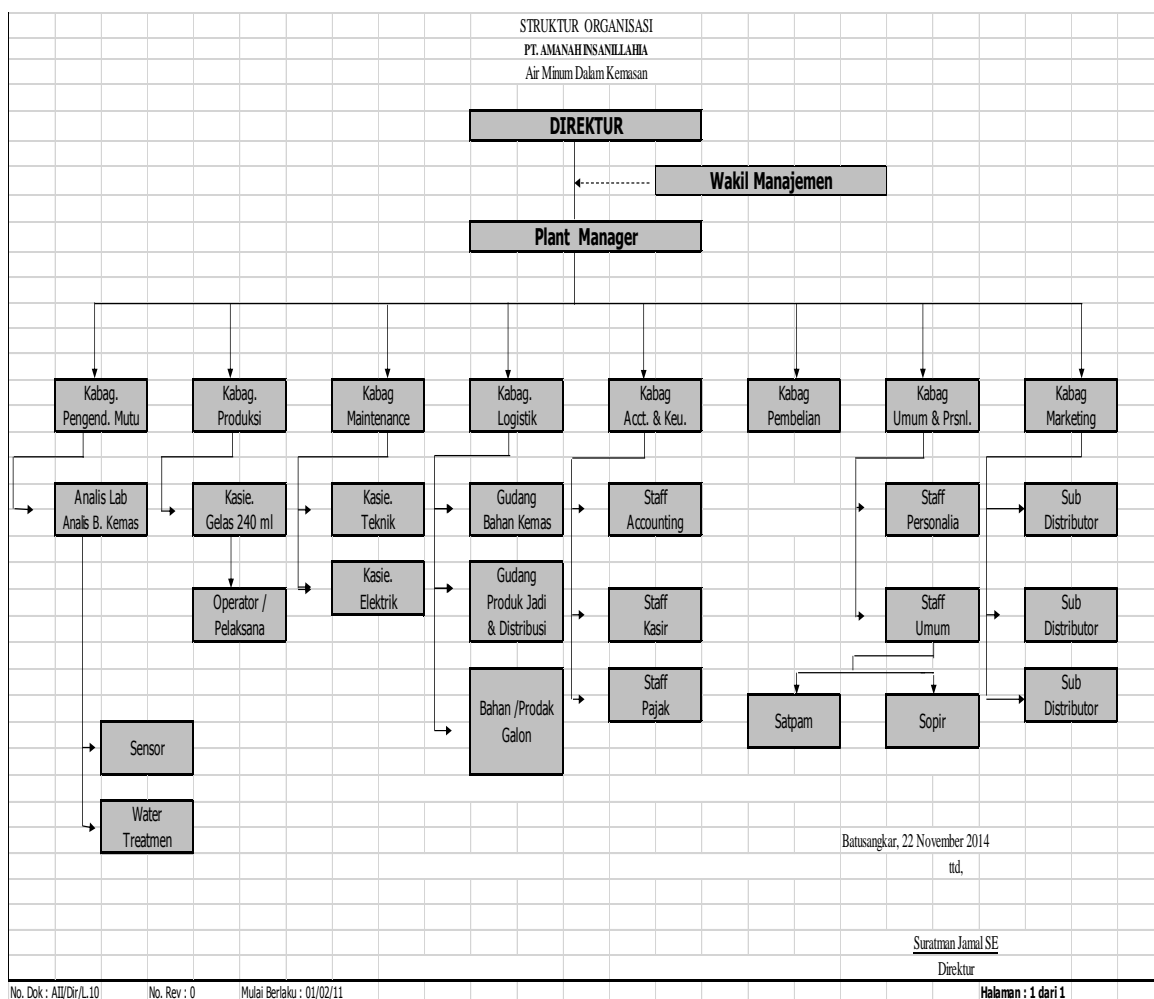 STRUKTUR ORGANISASI
PT. AMANAH INSANILLAHIA
Air Minum Dalam Kemasan
DIREKTUR
Wakil Manajemen
Plant Manager
Kabag.
Pengend. Mutu
Kabag.
Produksi
Kabag
Maintenance
Kabag.
Logistik
Kabag
Acct. & Keu.
Kabag
Pembelian
Kabag
Umum & Prsnl.
Kabag
Marketing
Analis Lab
Analis B. Kemas
Kasie.
Gelas 240 ml
Kasie.
Teknik
Gudang
Bahan Kemas
Staff
Accounting
Staff
Personalia
Sub
Distributor
Operator /
Pelaksana
Kasie.
Elektrik
Gudang
Produk Jadi
& Distribusi
Staff
Kasir
Staff
Umum
Sub
Distributor
Bahan /Prodak
Galon
Staff
Pajak
Satpam
Sopir
Sub
Distributor
Sensor
Water
Treatmen
Batusangkar, 22 November 2014
ttd,
Suratman Jamal SE
Direktur
No. Dok : AII/Dir/L.10 No. Rev : 0 Mulai Berlaku : 01/02/11 Halaman : 1 dari 1